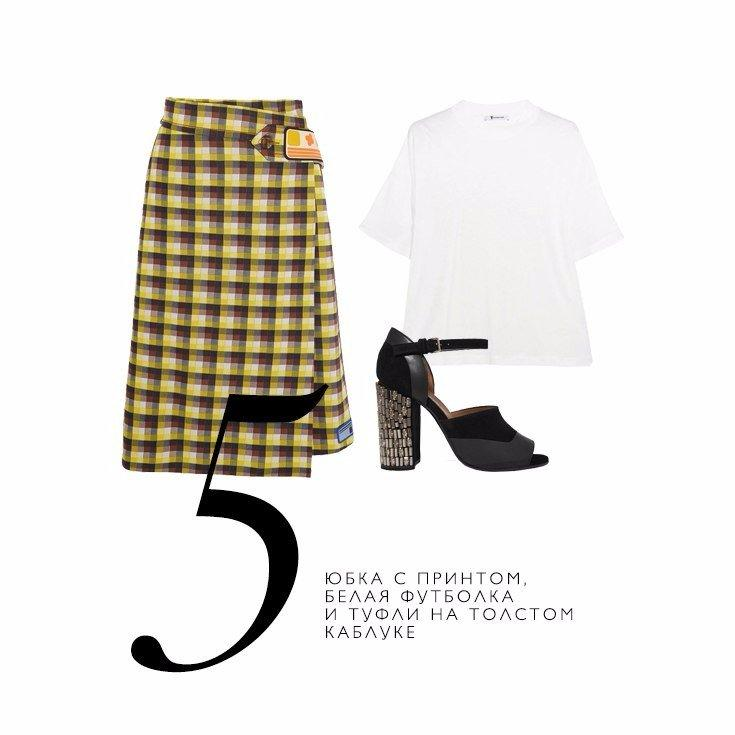 5
ЮБКА С ПРИНТОМ,
БЕЛАЯ ФУТБОЛКА
И ТУФЛИ НА ТОЛСТОМ
КАБЛУКЕ